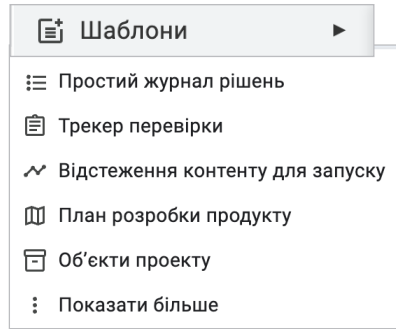 Шаблони
Простий журнал рішень
Трекер перевірки
Відстеження контенту для запуску
План розробки продукту
Об’єкти проекту
Показати більше